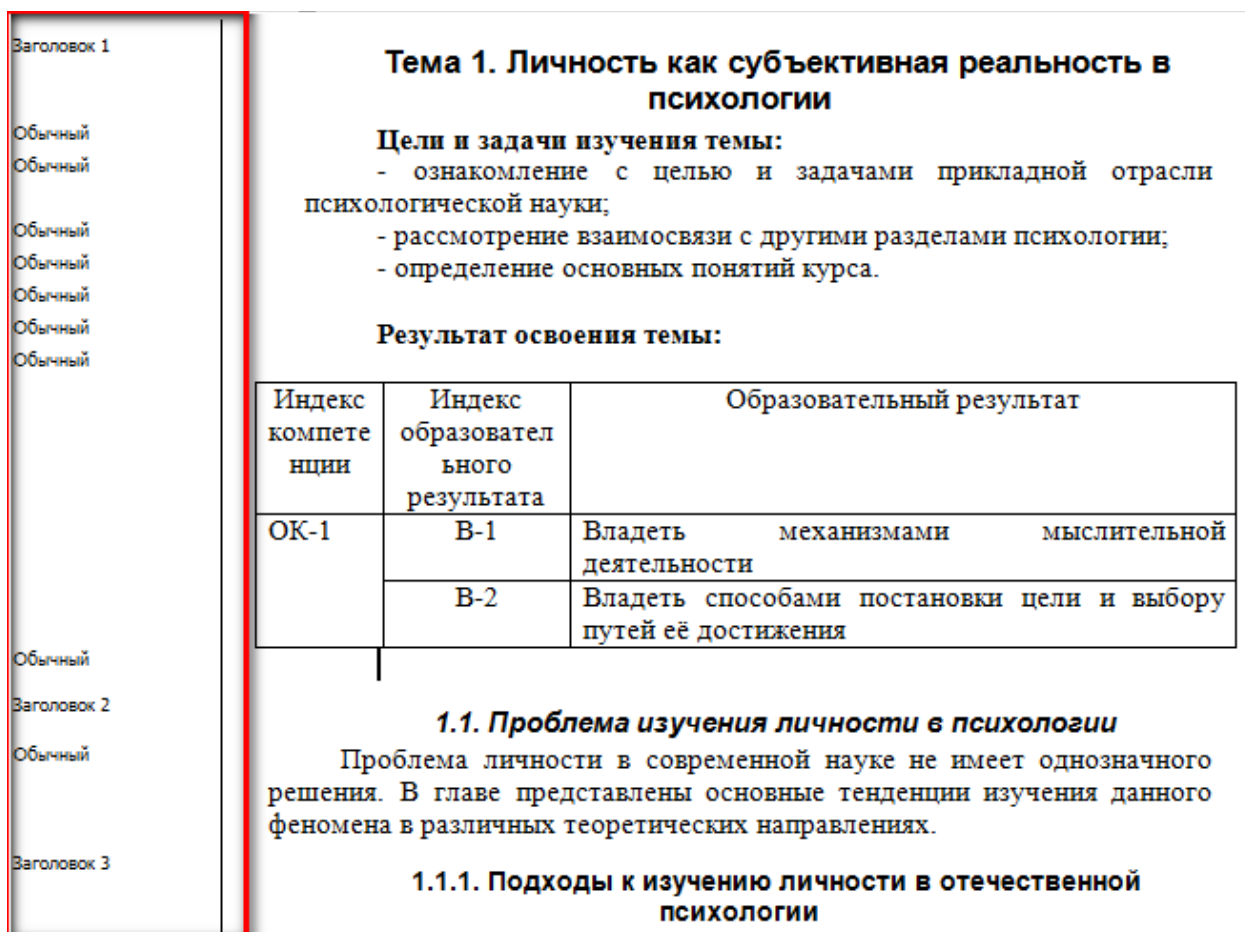 Заголовок 1
Тема 1. Личность как субъективная реальность в
психологии
Обычный
Цели и задачи изучения темы:
Обычный
- ознакомление с целью и задачами прикладной отрасли
психологической науки;
Обычный
- рассмотрение взаимосвязи с другими разделами психологии;
Обычный
- определение основных понятий курса.
Обычный
Обычный
Результат освоения темы:
Обычный
Индекс
компете
нции
Индекс
образовател
ьного
результата
Образовательный результат
ОК-1
В-1
Владеть механизмами мыслительной
деятельности
В-2
Владеть способами постановки цели и выбору
путей её достижения
Обычный
Заголовок 2
1.1. Проблема изучения личности в психологии
Обычный
Проблема личности в современной науке не имеет однозначного
решения. В главе представлены основные тенденции изучения данного
феномена в различных теоретических направлениях.
Заголовок 3
1.1.1. Подходы к изучению личности в отечественной
психологии